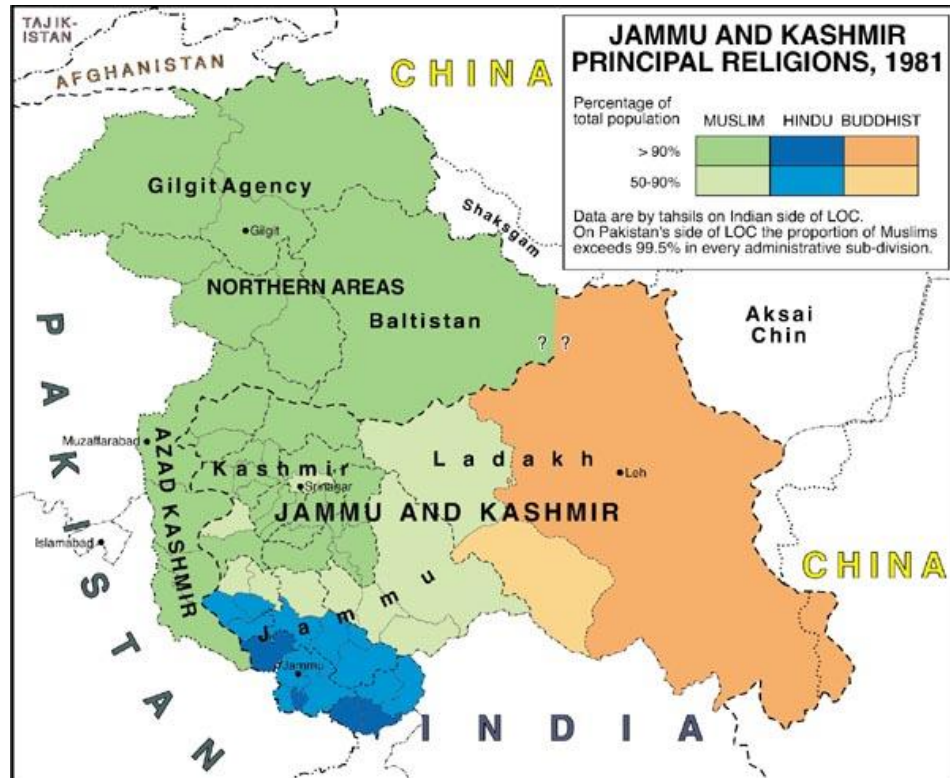 TAJIK-
ISTAN
AFGHANISTAN
CHINA
JAMMU AND KASHMIR
PRINCIPAL RELIGIONS, 1981
Percentage of
total population
MUSLIM HINDU BUDDHIST
> 90%
50-90%
Data are by tahsils on Indian side of LOC.
On Pakistan's side of LOC the proportion of Muslims
exceeds 99.5% in every administrative sub-division.
Gilgit Agency
Gilgit
Shaksgam
NORTHERN AREAS
Baltistan
Aksai
Chin
? ?
PAKISTAN
Muzaffarabad
AZAD KASHMIR
Kashmir
Srinagar
Ladakh
Leh
JAMMU AND KASHMIR
Islamabad
CHINA
Jammu
Jammu
INDIA